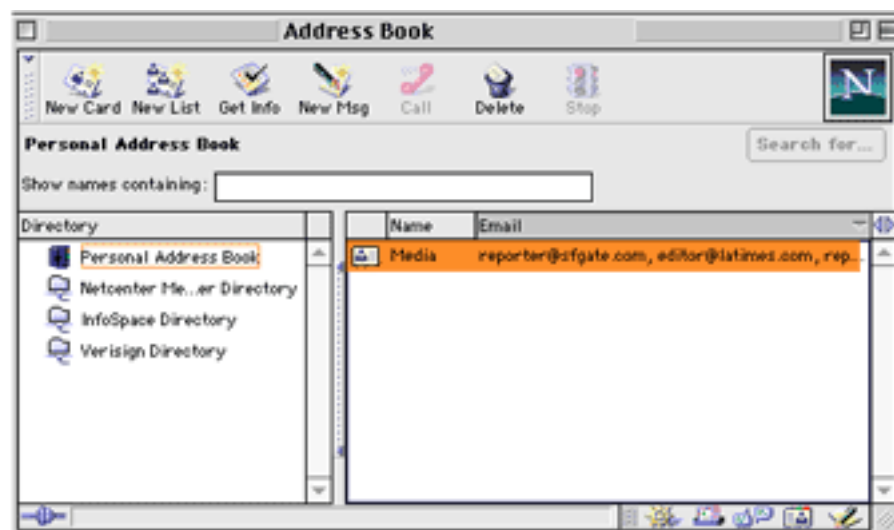 Address Book
New Card New List Get Info New Msg Call Delete Stop
N
Personal Address Book
Search for...
Show names containing:
Directory Name Email
Personal Address Book
Media reporter@sfgate.com, editor@latimes.com, rep...
Netcenter Me...er Directory
InfoSpace Directory
Verisign Directory